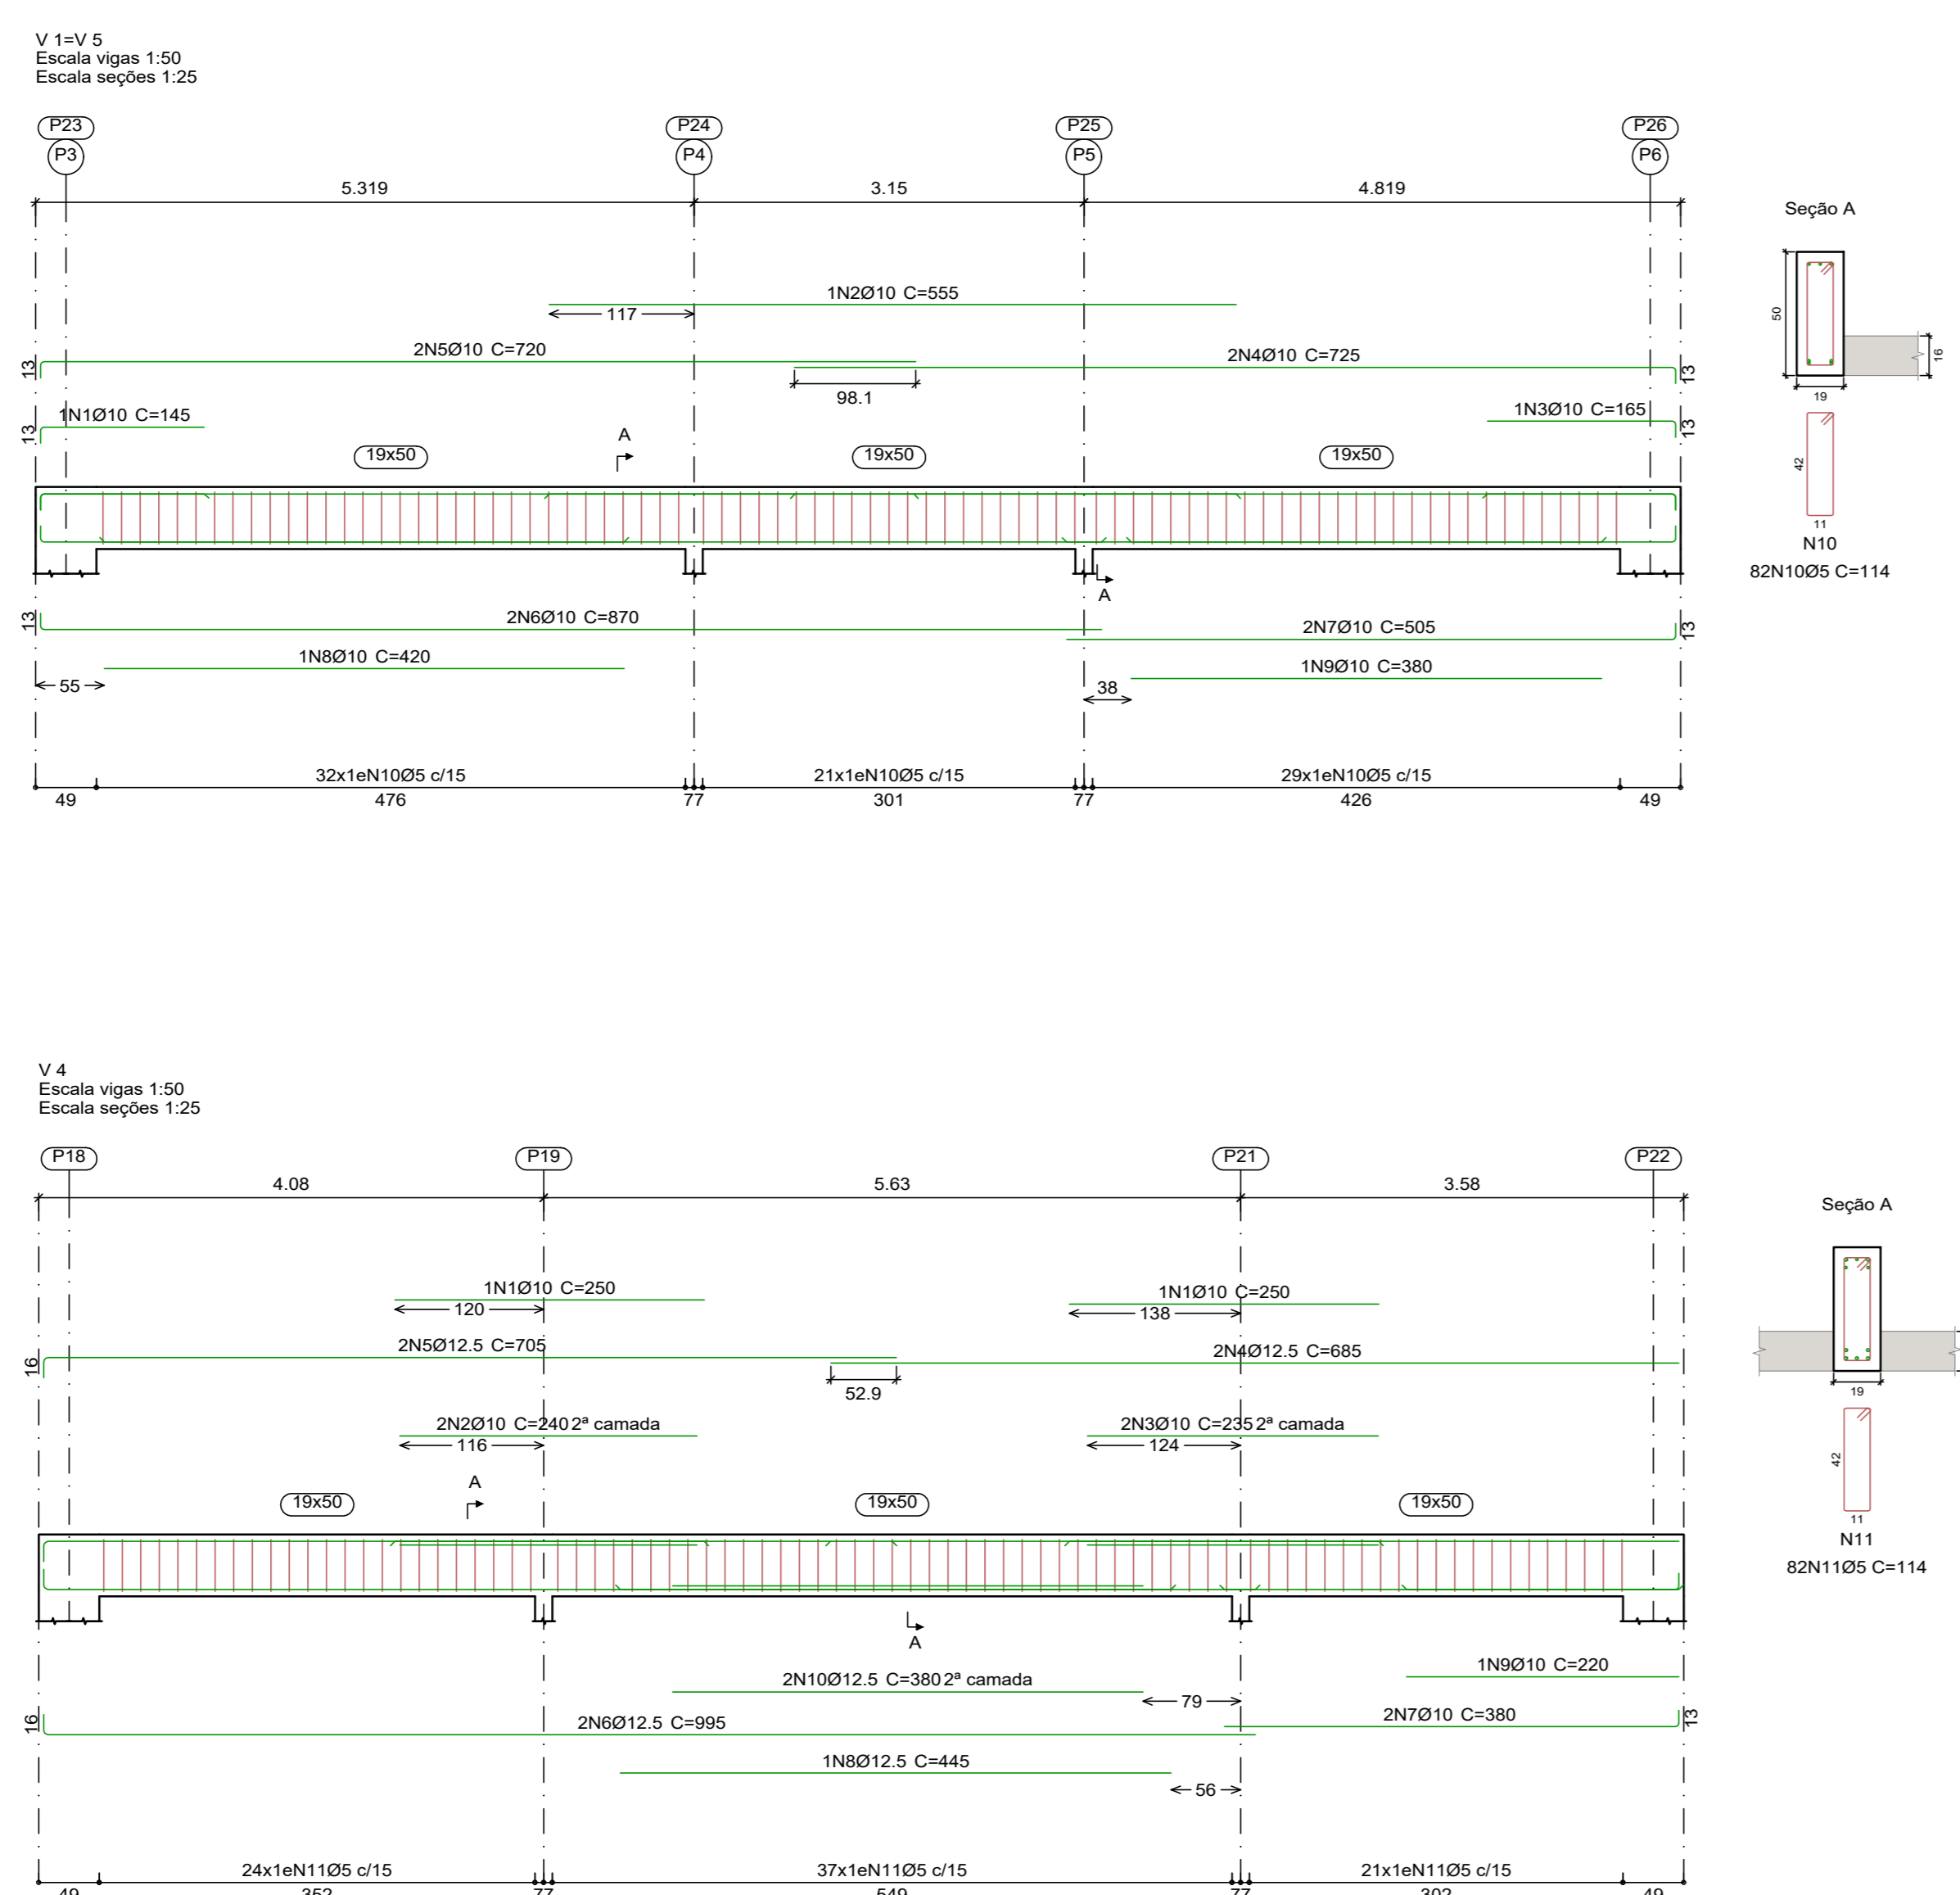 V 1=V 5
Escala vigas 1:50
Escala seções 1:25
P23
P24
P25
P26
P3
P4
P5
P6
5.319
3.15
4.819
Seção A
1N2Ø10 C=555
117
2N5Ø10 C=720
2N4Ø10 C=725
13
13
98.1
1N1Ø10 C=145
1N3Ø10 C=165
13
13
A
19x50
19x50
19x50
50
16
19
42
11
N10
82N10Ø5 C=114
A
2N6Ø10 C=870
2N7Ø10 C=505
13
13
1N8Ø10 C=420
1N9Ø10 C=380
55
38
32x1eN10Ø5 c/15
21x1eN10Ø5 c/15
29x1eN10Ø5 c/15
49
476
77
301
77
426
49
V 4
Escala vigas 1:50
Escala seções 1:25
P18
P19
P21
P22
4.08
5.63
3.58
Seção A
1N1Ø10 C=250
1N1Ø10 C=250
120
138
2N5Ø12.5 C=705
2N4Ø12.5 C=685
16
52.9
2N2Ø10 C=240 2ª camada
2N3Ø10 C=235 2ª camada
116
124
A
19x50
19x50
19x50
19
42
11
N11
82N11Ø5 C=114
A
2N10Ø12.5 C=380 2ª camada
1N9Ø10 C=220
79
2N6Ø12.5 C=995
2N7Ø10 C=380
16
13
1N8Ø12.5 C=445
56
24x1eN11Ø5 c/15
37x1eN11Ø5 c/15
21x1eN11Ø5 c/15
49
352
77
549
77
302
49